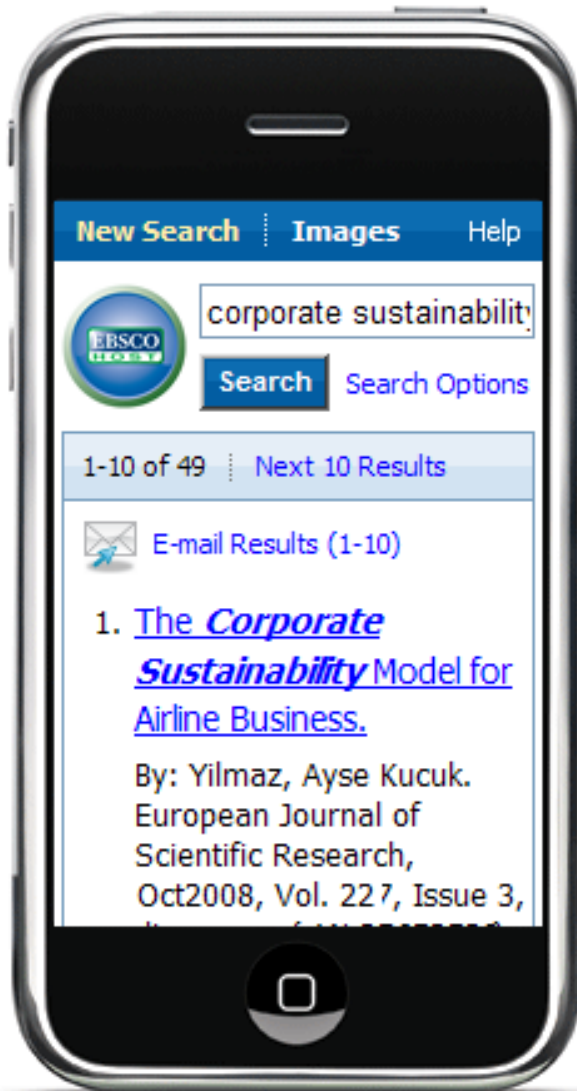 New Search Images Help
EBSCO
HOST
corporate sustainability
Search Search Options
1-10 of 49 Next 10 Results
E-mail Results (1-10)
1. The Corporate
Sustainability Model for
Airline Business.
By: Yilmaz, Ayse Kucuk.
European Journal of
Scientific Research,
Oct2008, Vol. 227, Issue 3,